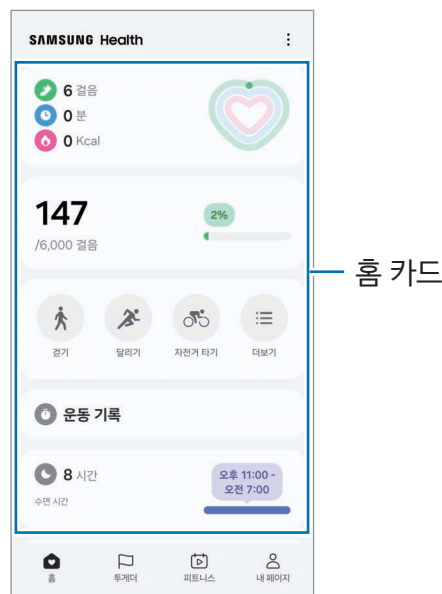 SAMSUNG Health
6 걸음
0 분
0 Kcal
147
2%
/6,000 걸음
걷기
달리기
자전거 타기
더보기
운동 기록
8 시간
오후 11:00 -
오전 7:00
수면 시간
홈
투게더
피트니스
내 페이지
홈 카드